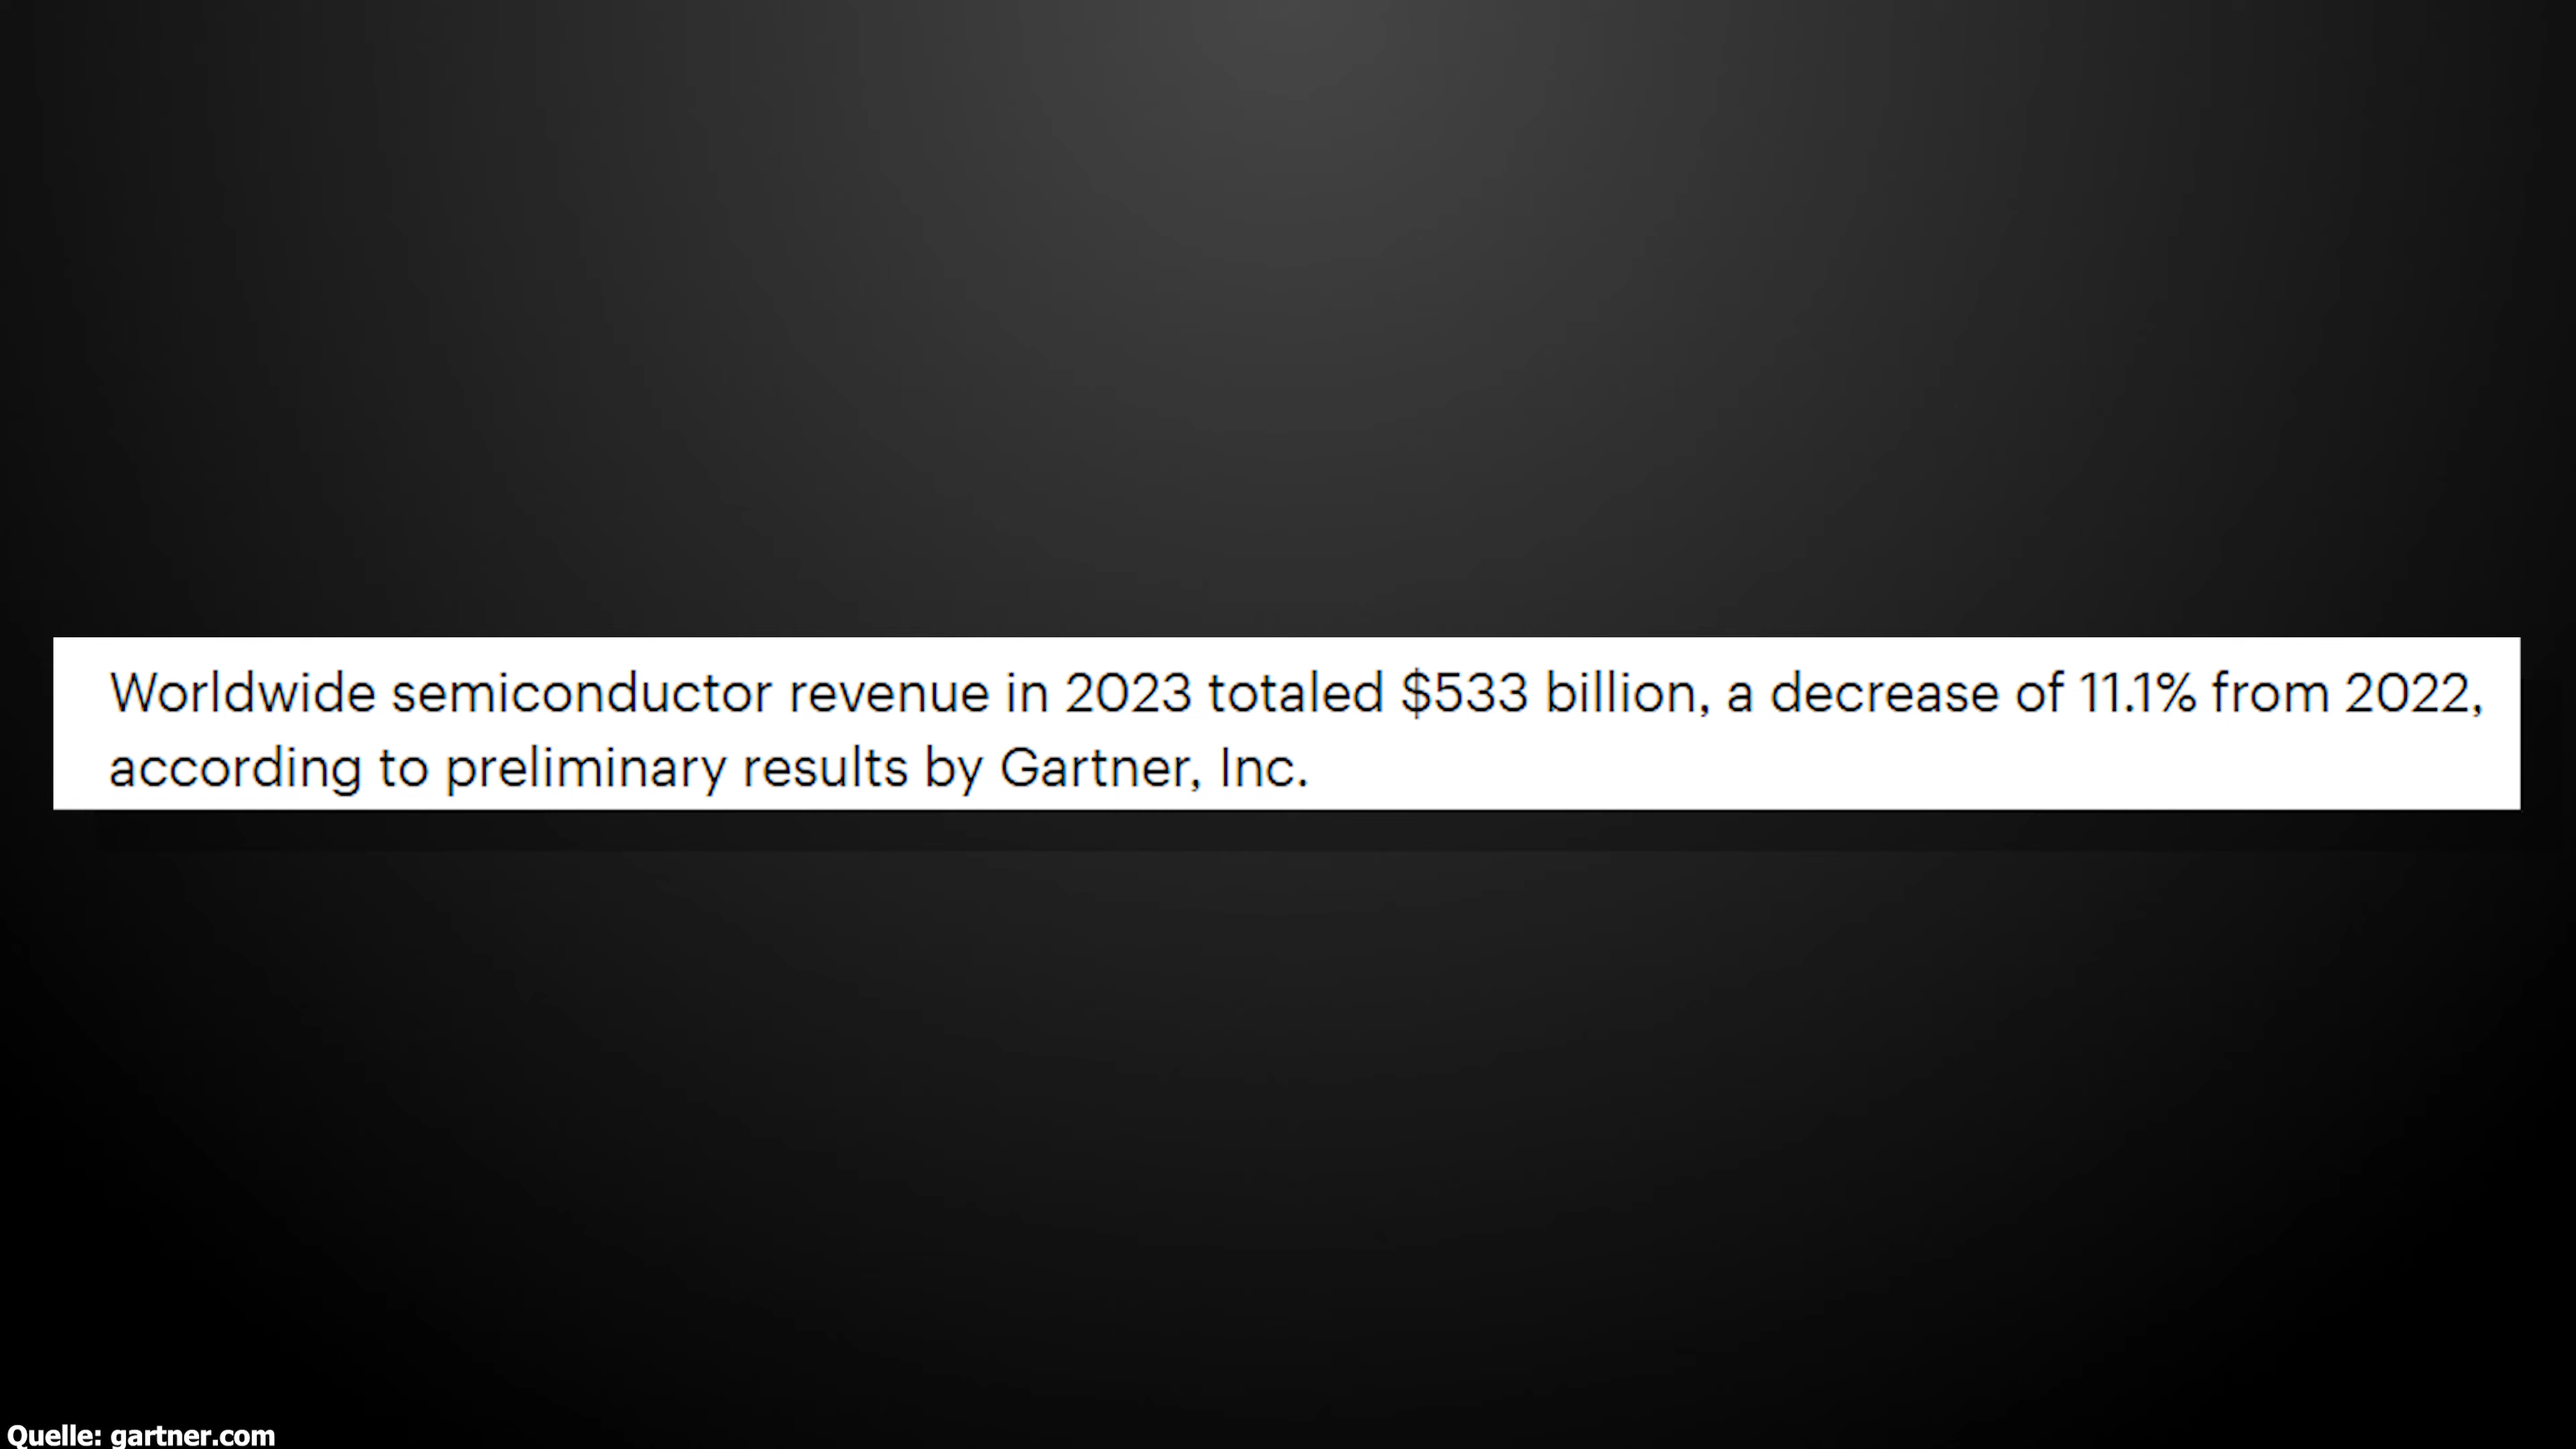 Worldwide semiconductor revenue in 2023 totaled $533 billion, a decrease of 11.1% from 2022,
according to preliminary results by Gartner, Inc.
Quelle: gartner.com